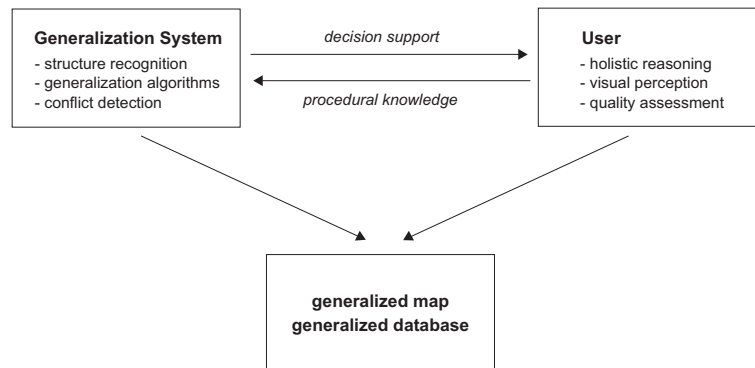 Generalization System
- structure recognition
- generalization algorithms
- conflict detection
decision support
procedural knowledge
User
- holistic reasoning
- visual perception
- quality assessment
generalized map
generalized database